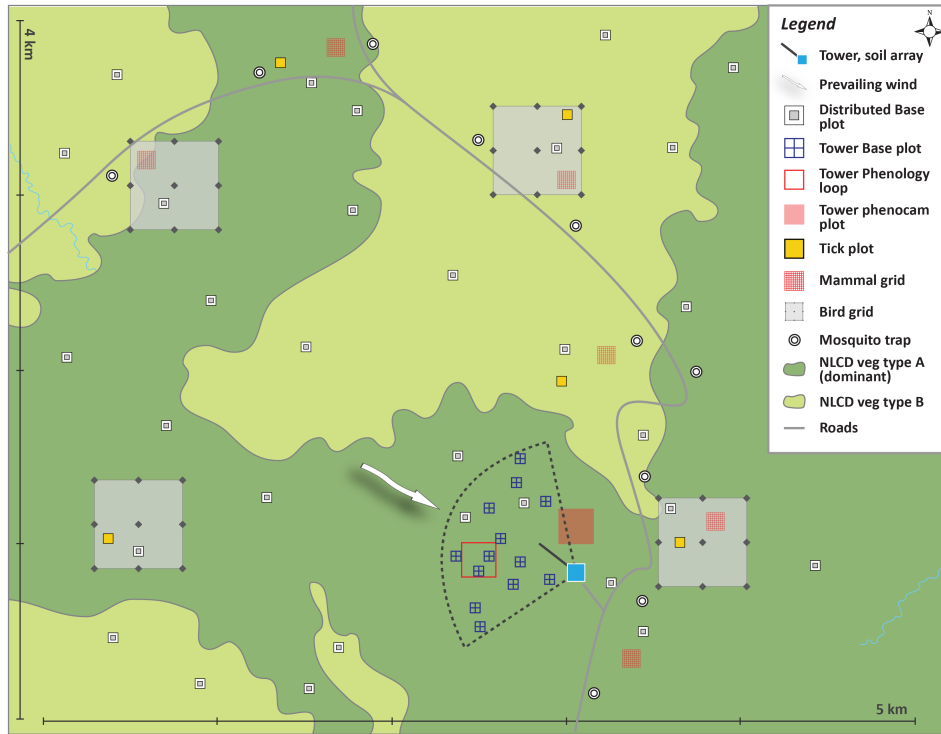 4 km
Legend
N
Tower, soil array
Prevailing wind
Distributed Base
plot
Tower Base plot
Tower Phenology
loop
Tower phenocam
plot
Tick plot
Mammal grid
Bird grid
Mosquito trap
NLCD veg type A
(dominant)
NLCD veg type B
Roads
5 km